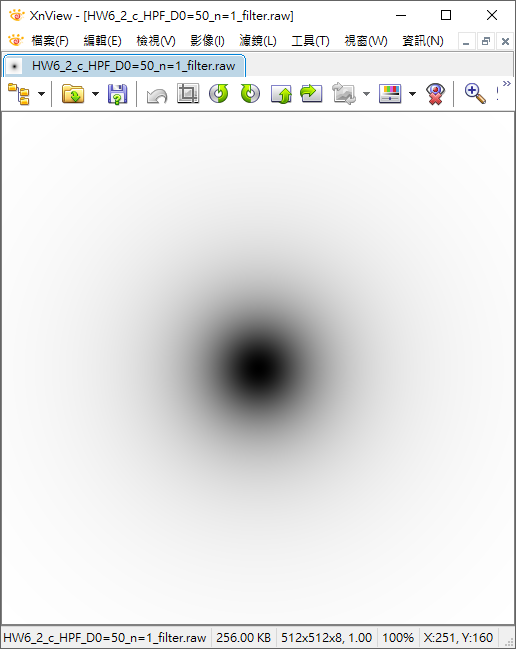 XnView - [HW6_2_c_HPF_D0=50_n=1_filter.raw]
檔案(F) 編輯(E) 檢視(V) 影像(I) 濾鏡(L) 工具(T) 視窗(W) 資訊(N)
HW6_2_c_HPF_D0=50_n=1_filter.raw
HW6_2_c_HPF_D0=50_n=1_filter.raw 256.00 KB 512x512x8, 1.00 100% X:251, Y:160